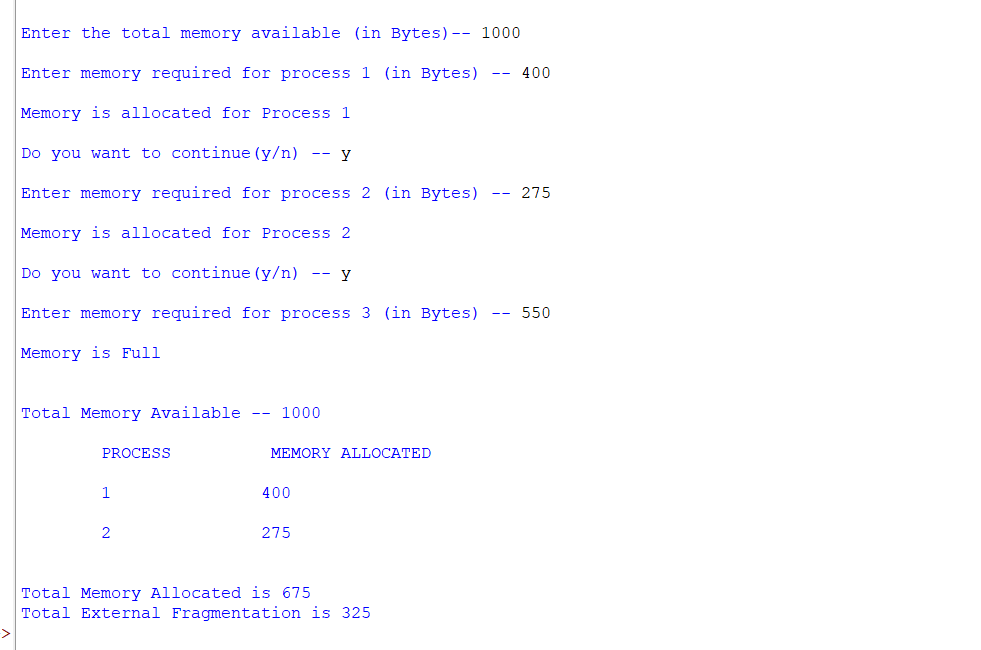 Enter the total memory available (in Bytes)-- 1000
Enter memory required for process 1 (in Bytes) -- 400
Memory is allocated for Process 1
Do you want to continue(y/n) -- y
Enter memory required for process 2 (in Bytes) -- 275
Memory is allocated for Process 2
Do you want to continue(y/n) -- y
Enter memory required for process 3 (in Bytes) -- 550
Memory is Full
Total Memory Available -- 1000
PROCESS MEMORY ALLOCATED
1 400
2 275
Total Memory Allocated is 675
Total External Fragmentation is 325
>